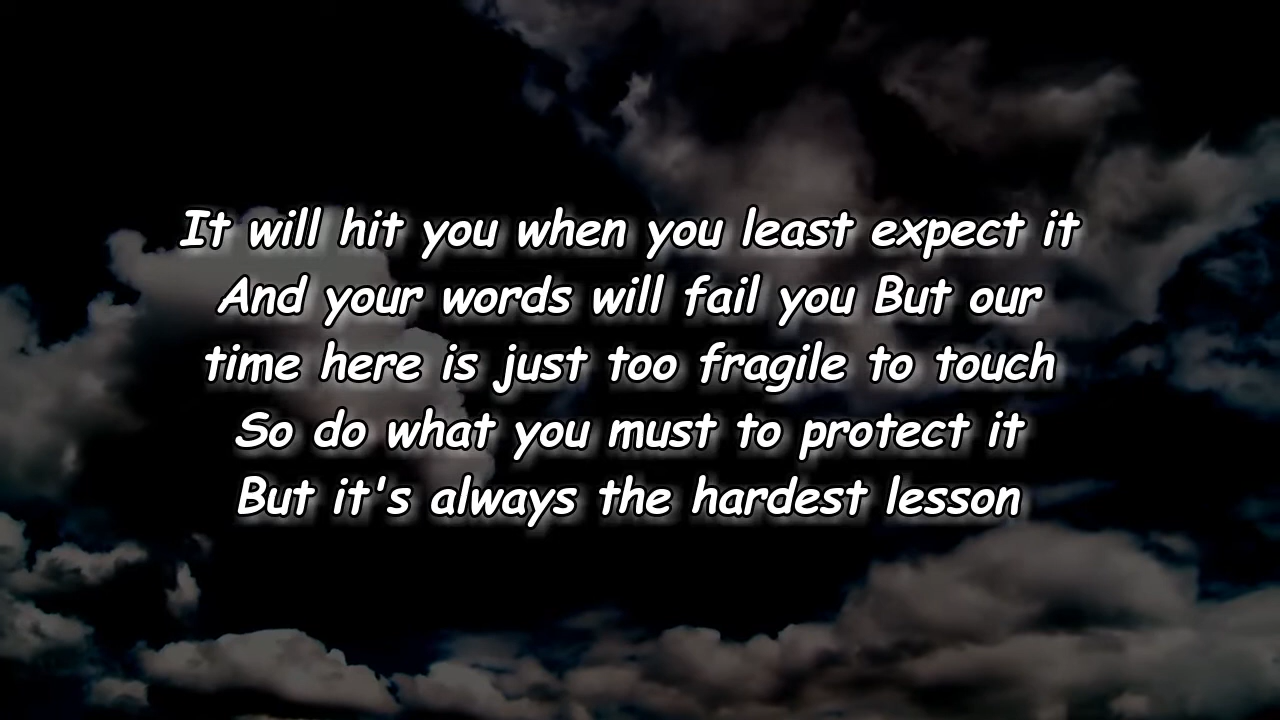 It will hit you when you least expect it
And your words will fail you But our
time here is just too fragile to touch
So do what you must to protect it
But it's always the hardest lesson